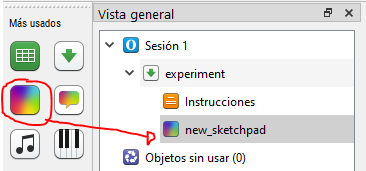 Más usados
Vista general
Sesión 1
experiment
Instrucciones
new_sketchpad
Objetos sin usar (0)